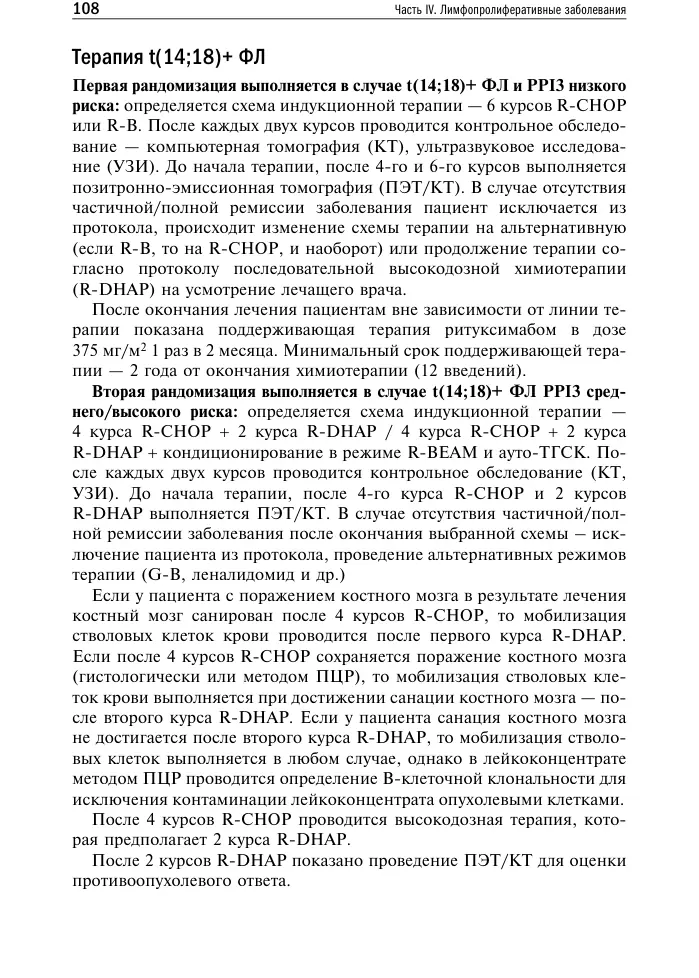 108
Часть IV. Лимфопролиферативные заболевания
Терапия t(14;18)+ ФЛ
Первая рандомизация выполняется в случае t(14;18)+ ФЛ и PPI3 низкого
риска: определяется схема индукционной терапии — 6 курсов R-CHOP
или R-B. После каждых двух курсов проводится контрольное обследо-
вание — компьютерная томография (КТ), ультразвуковое исследова-
ние (УЗИ). До начала терапии, после 4-го и 6-го курсов выполняется
позитронно-эмиссионная томография (ПЭТ/КТ). В случае отсутствия
частичной/полной ремиссии заболевания пациент исключается из
протокола, происходит изменение схемы терапии на альтернативную
(если R-B, то на R-CHOP, и наоборот) или продолжение терапии со-
гласно протоколу последовательной высокодозной химиотерапии
(R-DHAP) на усмотрение лечащего врача.
После окончания лечения пациентам вне зависимости от линии те-
рапии показана поддерживающая терапия ритуксимабом в дозе
375 мг/м² 1 раз в 2 месяца. Минимальный срок поддерживающей тера-
пии — 2 года от окончания химиотерапии (12 введений).
Вторая рандомизация выполняется в случае t(14;18)+ ФЛ PPI3 сред-
него/высокого риска: определяется схема индукционной терапии —
4 курса R-CHOP + 2 курса R-DHAP / 4 курса R-CHOP + 2 курса
R-DHAP + кондиционирование в режиме R-BEAM и ауто-ТГСК. По-
сле каждых двух курсов проводится контрольное обследование (КТ,
УЗИ). До начала терапии, после 4-го курса R-CHOP и 2 курсов
R-DHAP выполняется ПЭТ/КТ. В случае отсутствия частичной/пол-
ной ремиссии заболевания после окончания выбранной схемы – иск-
лючение пациента из протокола, проведение альтернативных режимов
терапии (G-B, леналидомид и др.)
Если у пациента с поражением костного мозга в результате лечения
костный мозг санирован после 4 курсов R-CHOP, то мобилизация
стволовых клеток крови проводится после первого курса R-DHAP.
Если после 4 курсов R-CHOP сохраняется поражение костного мозга
(гистологически или методом ПЦР), то мобилизация стволовых кле-
ток крови выполняется при достижении санации костного мозга — по-
сле второго курса R-DHAP. Если у пациента санация костного мозга
не достигается после второго курса R-DHAP, то мобилизация стволо-
вых клеток выполняется в любом случае, однако в лейкоконцентрате
методом ПЦР проводится определение В-клеточной клональности для
исключения контаминации лейкоконцентрата опухолевыми клетками.
После 4 курсов R-CHOP проводится высокодозная терапия, кото-
рая предполагает 2 курса R-DHAP.
После 2 курсов R-DHAP показано проведение ПЭТ/КТ для оценки
противоопухолевого ответа.